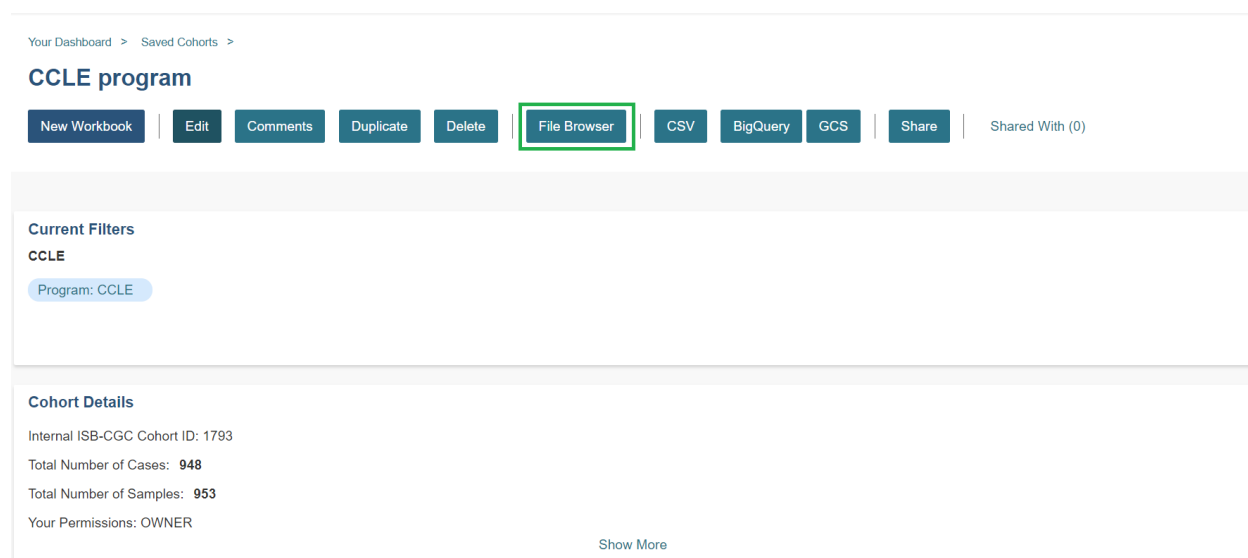 Your Dashboard > Saved Cohorts >
CCLE program
New Workbook Edit Comments Duplicate Delete File Browser CSV BigQuery GCS Share Shared With (0)
Current Filters
CCLE
Program: CCLE
Cohort Details
Internal ISB-CGC Cohort ID: 1793
Total Number of Cases: 948
Total Number of Samples: 953
Your Permissions: OWNER
Show More